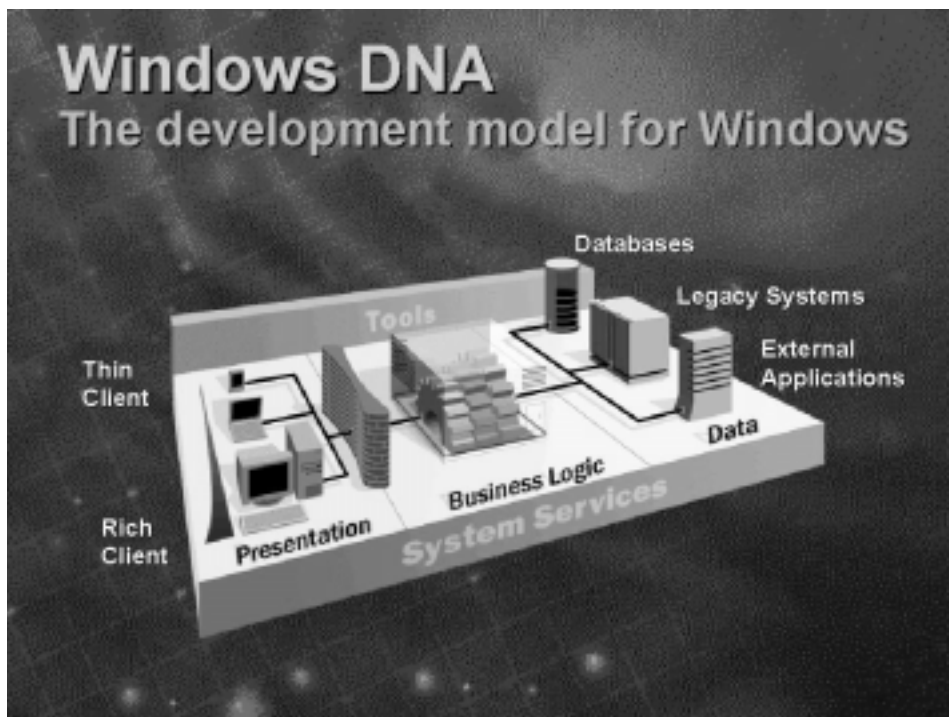 Windows DNA
The development model for Windows
Databases
Legacy Systems
External
Applications
Tools
Thin
Client
Data
Business Logic
Presentation
System Services
Rich
Client